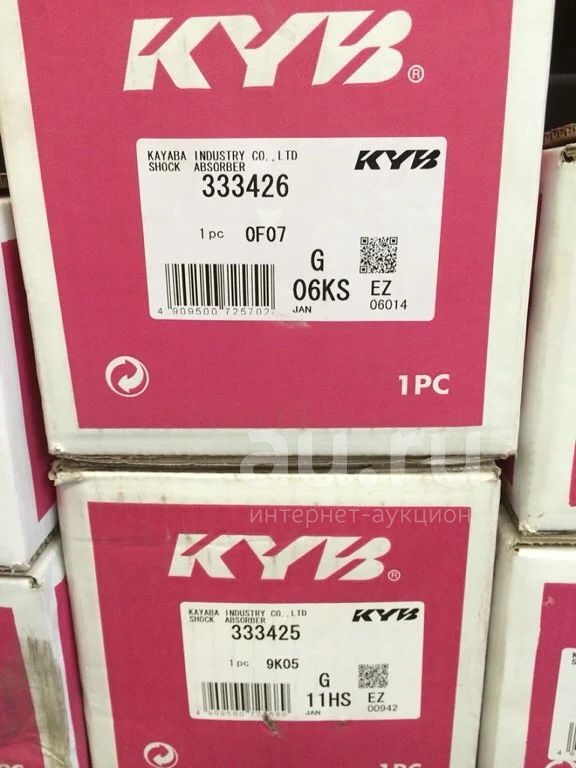 KYB®
KAYABA INDUSTRY CO.,LTD KYB
SHOCK ABSORBER
333426
1pc 0F07
G
06KS EZ
4 909500 725702 JAN 06014
1PC
au.ru
интернет-аукцион
KYB®
KAYABA INDUSTRY CO.,LTD KYB
SHOCK ABSORBER
333425
1pc 9K05
G
11HS EZ
JAN 00942
1PC